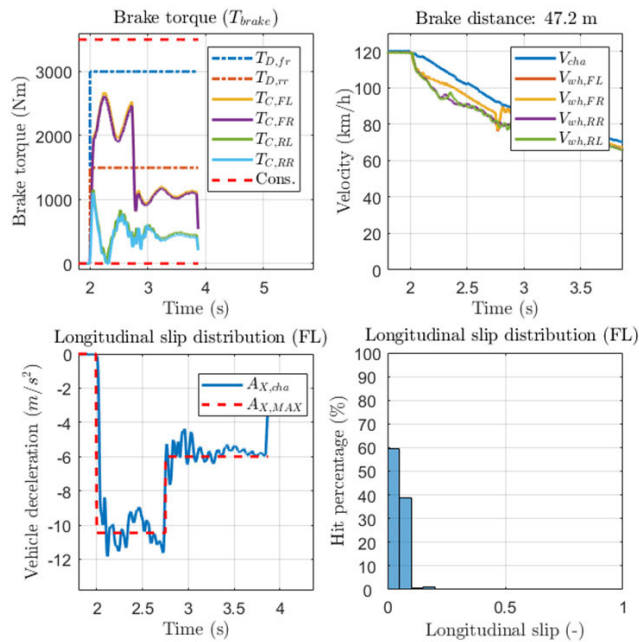 Brake torque (T_brake)
Brake torque (Nm)
3000
2000
1000
0
T_D,fr
T_D,rr
T_C,FL
T_C,FR
T_C,RL
T_C,RR
Cons.
2 3 4 5
Time (s)
Brake distance: 47.2 m
Velocity (km/h)
120
100
80
60
40
20
0
V_cha
V_wh,FL
V_wh,FR
V_wh,RR
V_wh,RL
2 2.5 3 3.5
Time (s)
Longitudinal slip distribution (FL)
Vehicle deceleration (m/s²)
0
-2
-4
-6
-8
-10
-12
A_X,cha
A_X,MAX
2 2.5 3 3.5 4
Time (s)
Longitudinal slip distribution (FL)
Hit percentage (%)
100
90
80
70
60
50
40
30
20
10
0
0 0.5 1
Longitudinal slip (-)